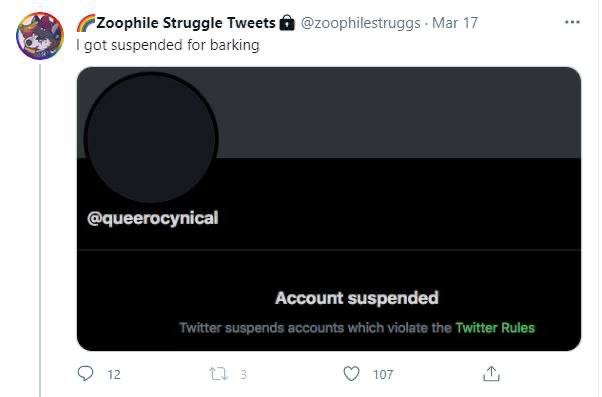 🌈Zoophile Struggle Tweets🔒 @zoophilestruggs · Mar 17
I got suspended for barking
@queerocynical
Account suspended
Twitter suspends accounts which violate the Twitter Rules
12 3 107